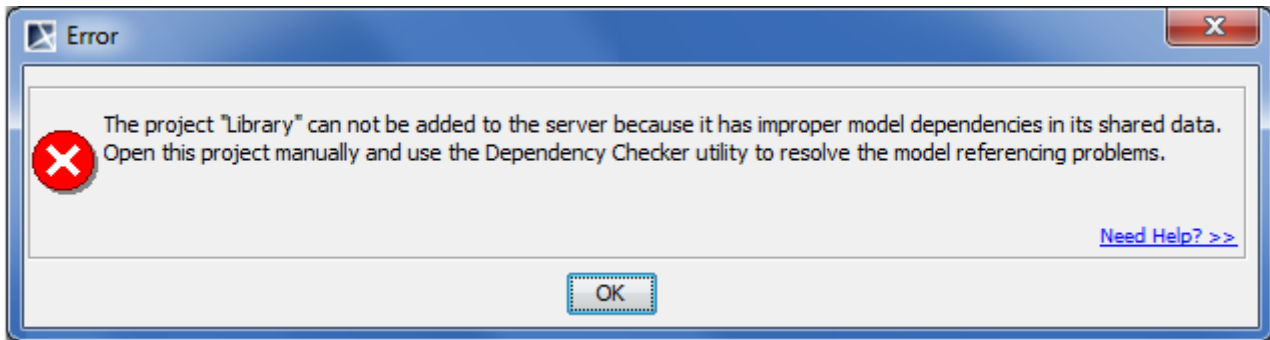 Error
The project "Library" can not be added to the server because it has improper model dependencies in its shared data.
Open this project manually and use the Dependency Checker utility to resolve the model referencing problems.
Need Help? >>
OK